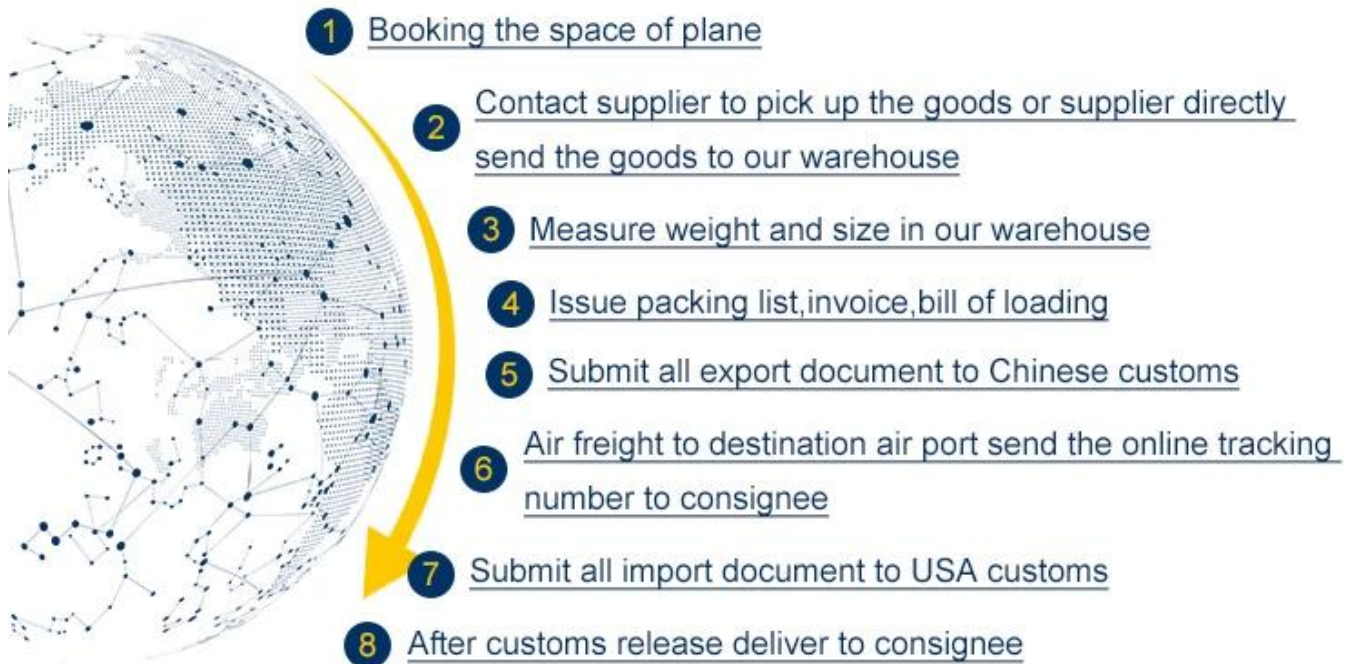 1 Booking the space of plane
2 Contact supplier to pick up the goods or supplier directly
send the goods to our warehouse
3 Measure weight and size in our warehouse
4 Issue packing list,invoice,bill of loading
5 Submit all export document to Chinese customs
6 Air freight to destination air port send the online tracking
number to consignee
7 Submit all import document to USA customs
8 After customs release deliver to consignee